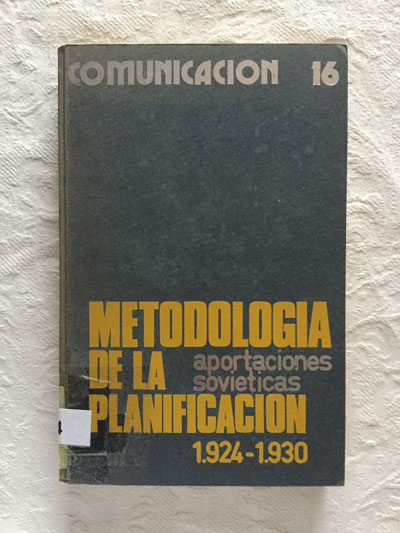 COMUNICACION 16
METODOLOGIA
DE LA aportaciones
sovieticas
PLANIFICACION
1.924-1.930